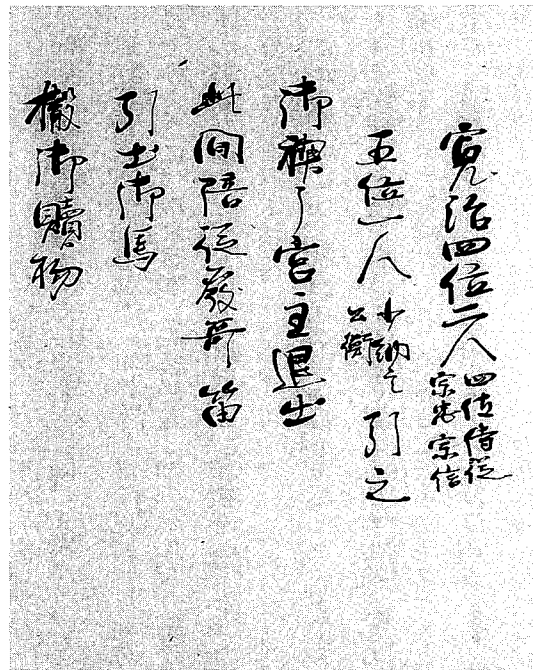 寛治四位二人 四位侍従 宗忠宗信
五位一人 少納言 公衡 引之
御禊了宮主退出
此間陪従發哥笛
引出御馬
撤御贖物